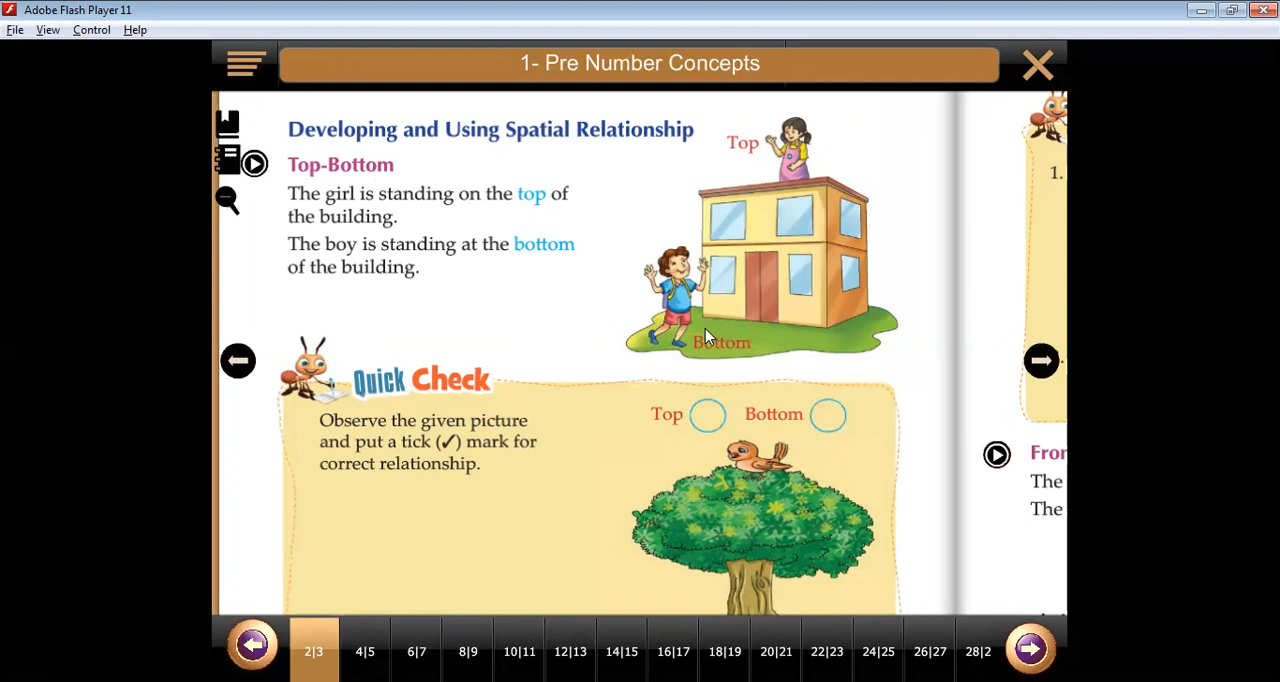 Adobe Flash Player 11
File View Control Help
1- Pre Number Concepts
Developing and Using Spatial Relationship
Top-Bottom
The girl is standing on the top of
the building.
The boy is standing at the bottom
of the building.
Top
Bottom
Quick Check
Observe the given picture
and put a tick (✓) mark for
correct relationship.
Top Bottom
1.
The
The
2|3 4|5 6|7 8|9 10|11 12|13 14|15 16|17 18|19 20|21 22|23 24|25 26|27 28|2